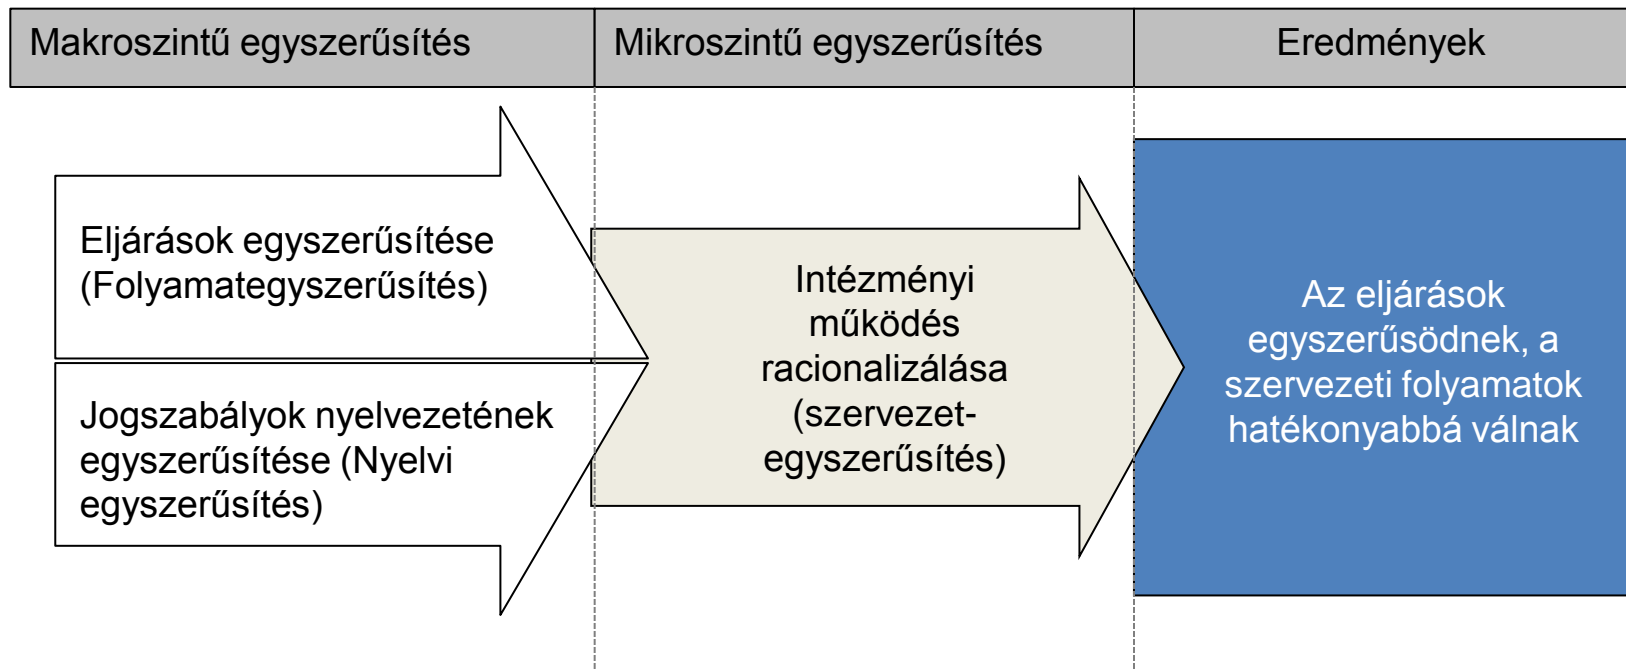 Makroszintű egyszerűsítés
Mikroszintű egyszerűsítés
Eredmények
Eljárások egyszerűsítése
(Folyamategyszerűsítés)
Jogszabályok nyelvezetének
egyszerűsítése (Nyelvi
egyszerűsítés)
Intézményi
működés
racionalizálása
(szervezet-
egyszerűsítés)
Az eljárások
egyszerűsödnek, a
szervezeti folyamatok
hatékonyabbá válnak